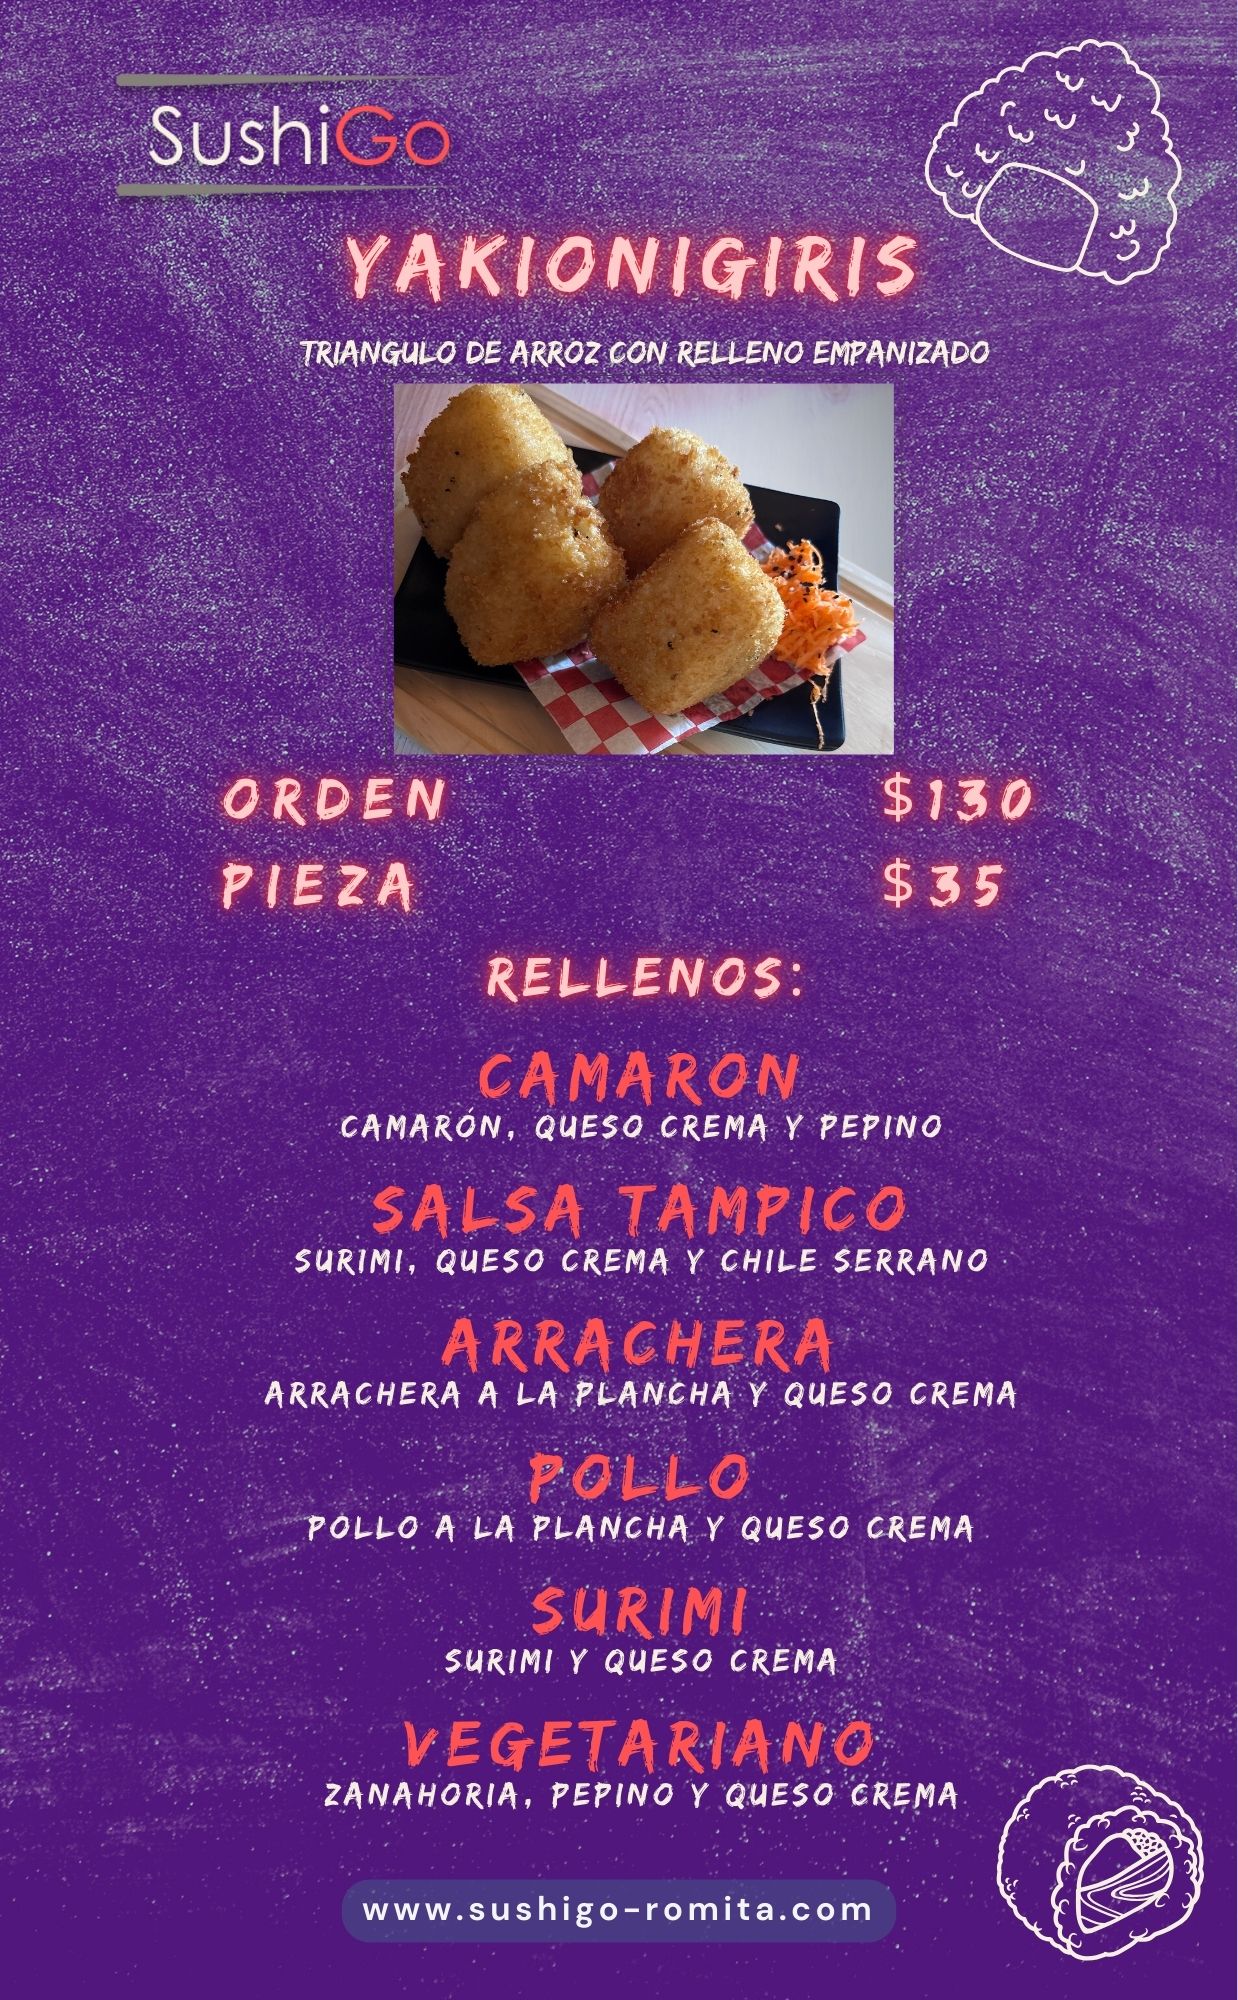 SushiGo
YAKIONIGIRIS
TRIANGULO DE ARROZ CON RELLENO EMPANIZADO
ORDEN $130
PIEZA $35
RELLENOS:
CAMARON
CAMARÓN, QUESO CREMA Y PEPINO
SALSA TAMPICO
SURIMI, QUESO CREMA Y CHILE SERRANO
ARRACHERA
ARRACHERA A LA PLANCHA Y QUESO CREMA
POLLO
POLLO A LA PLANCHA Y QUESO CREMA
SURIMI
SURIMI Y QUESO CREMA
VEGETARIANO
ZANAHORIA, PEPINO Y QUESO CREMA
www.sushigo-romita.com